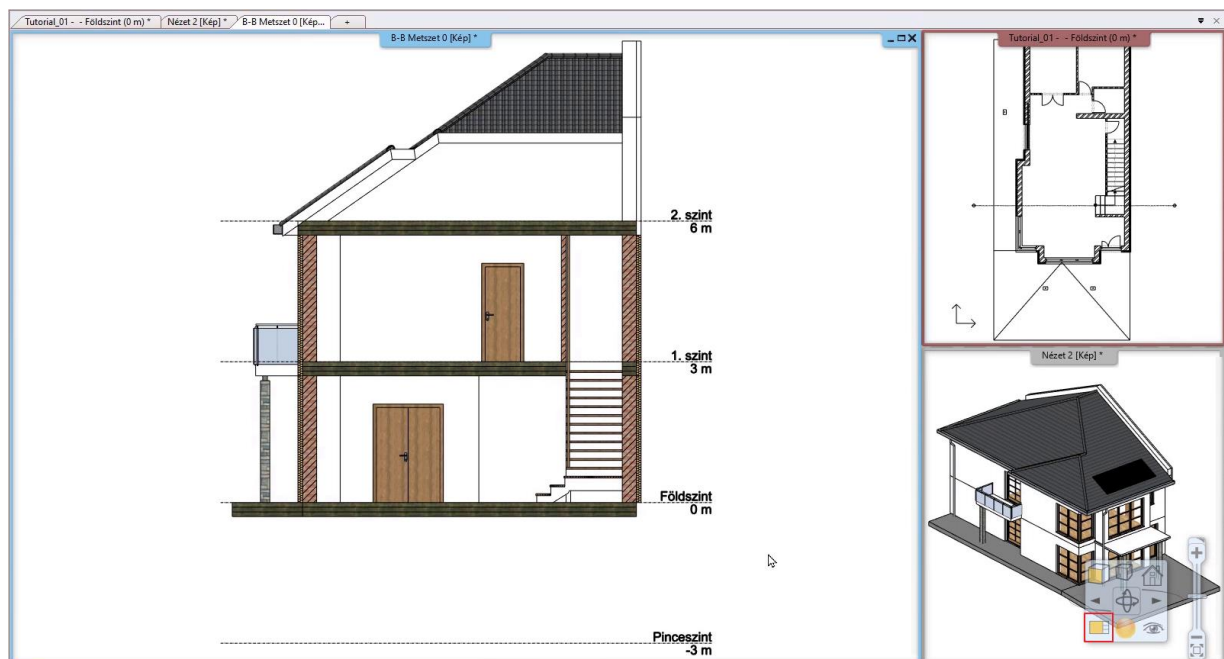 Tutorial_01 - - Földszint (0 m) *
Nézet 2 [Kép] *
B-B Metszet 0 [Kép...
+
B-B Metszet 0 [Kép] *
Tutorial_01 - - Földszint (0 m) *
2. szint
6 m
1. szint
3 m
Nézet 2 [Kép] *
Földszint
0 m
Pinceszint
-3 m